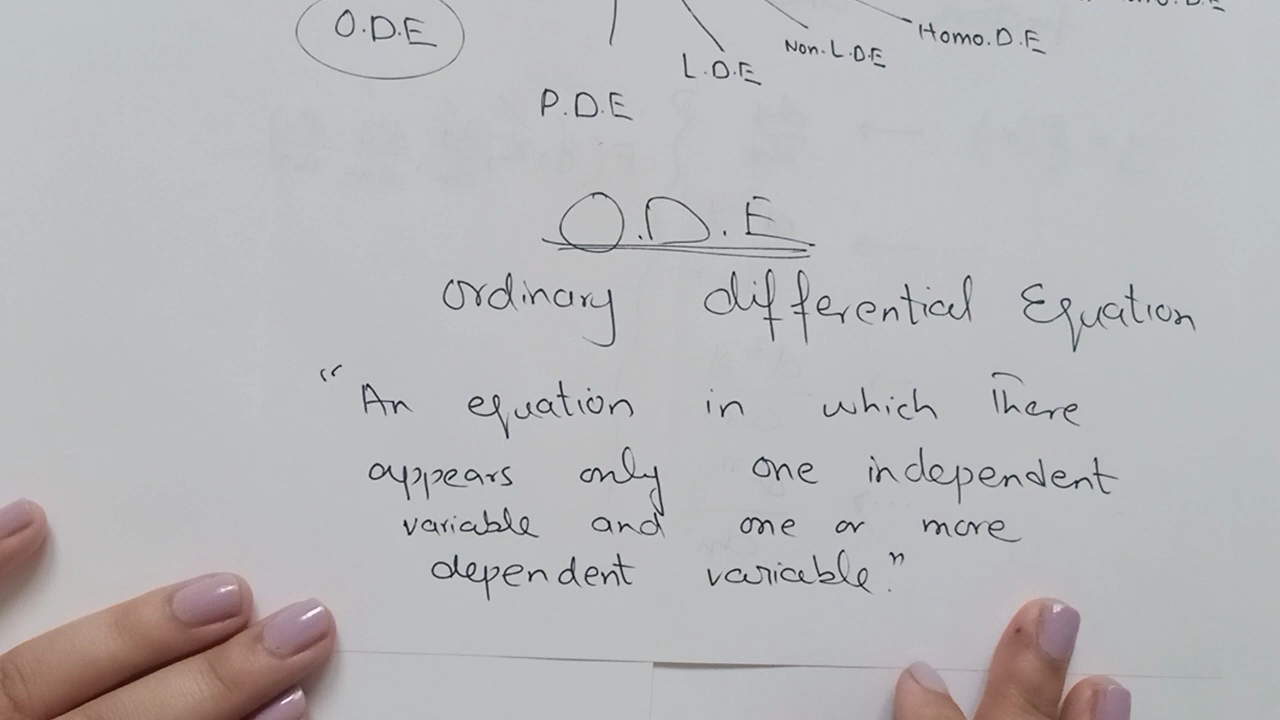 O.D.E
Homo.D.E
Non.L.D.E
L.D.E
P.D.E
O.D.E
Ordinary differential Equation
"An equation in which There
appears only one independent
variable and one or more
dependent variable."